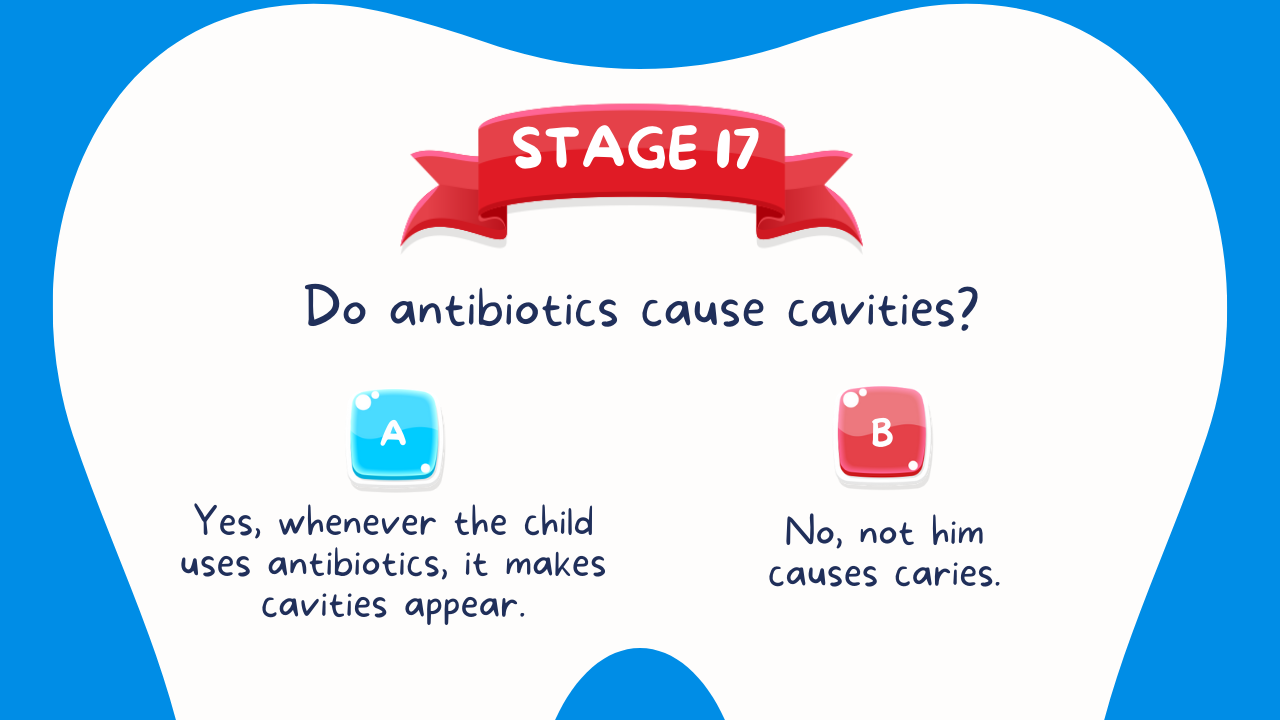 STAGE 17
Do antibiotics cause cavities?
A
Yes, whenever the child
uses antibiotics, it makes
cavities appear.
B
No, not him
causes caries.